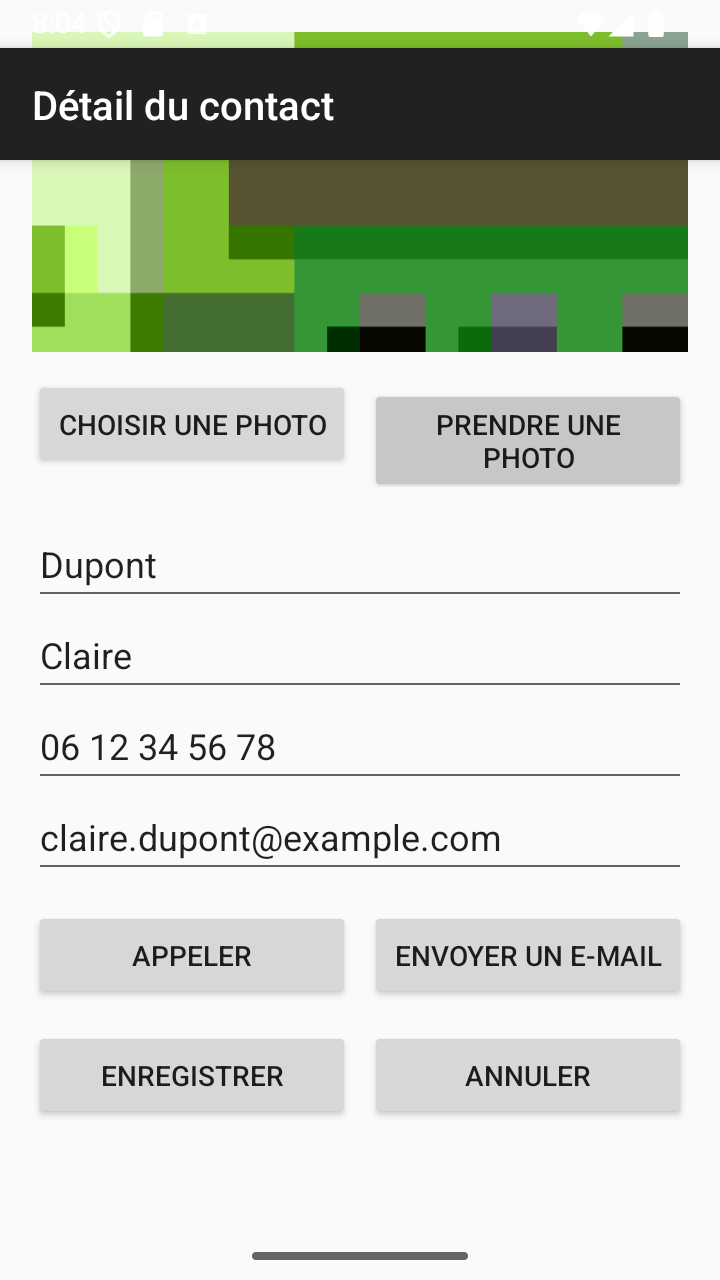 8:04
Détail du contact
CHOISIR UNE PHOTO
PRENDRE UNE
PHOTO
Dupont
Claire
06 12 34 56 78
claire.dupont@example.com
APPELER
ENVOYER UN E-MAIL
ENREGISTRER
ANNULER